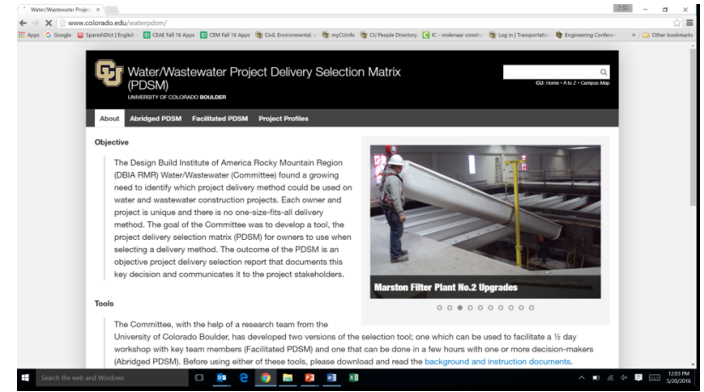 Water/Wastewater Project
www.colorado.edu/waterpdsm/
Apps
Google
SpanishDict | English
CEAE Fall 16 Apps
CEM Fall 16 Apps
Civil, Environmental
myCUInfo
CU People Directory
Log in | Transportatio
Engineering Conferen
Other bookmarks
Water/Wastewater Project Delivery Selection Matrix
(PDSM)
UNIVERSITY OF COLORADO BOULDER
CU: Home • A to Z • Campus Map
About
Abridged PDSM
Facilitated PDSM
Project Profiles
Objective
The Design Build Institute of America Rocky Mountain Region
(DBIA RMR) Water/Wastewater (Committee) found a growing
need to identify which project delivery method could be used on
water and wastewater construction projects. Each owner and
project is unique and there is no one-size-fits-all delivery
method. The goal of the Committee was to develop a tool, the
project delivery selection matrix (PDSM) for owners to use when
selecting a delivery method. The outcome of the PDSM is an
objective project delivery selection report that documents this
key decision and communicates it to the project stakeholders.
Marston Filter Plant No.2 Upgrades
Tools
The Committee, with the help of a research team from the
University of Colorado Boulder, has developed two versions of the selection tool; one which can be used to facilitate a ½ day
workshop with key team members (Facilitated PDSM) and one that can be done in a few hours with one or more decision-makers
(Abridged PDSM). Before using either of these tools, please download and read the background and instruction documents.
Search the web and Windows
12:03 PM
5/20/2016